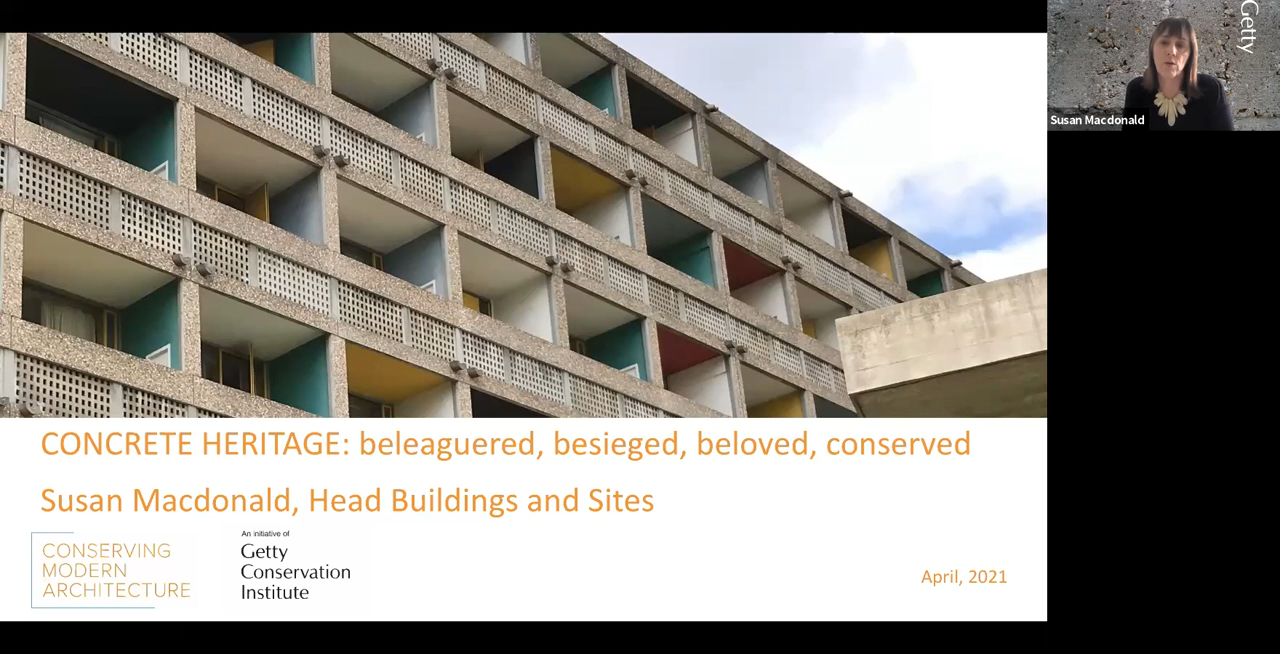 Getty
Susan Macdonald
CONCRETE HERITAGE: beleaguered, besieged, beloved, conserved
Susan Macdonald, Head Buildings and Sites
CONSERVING
MODERN
ARCHITECTURE
An initiative of
Getty
Conservation
Institute
April, 2021